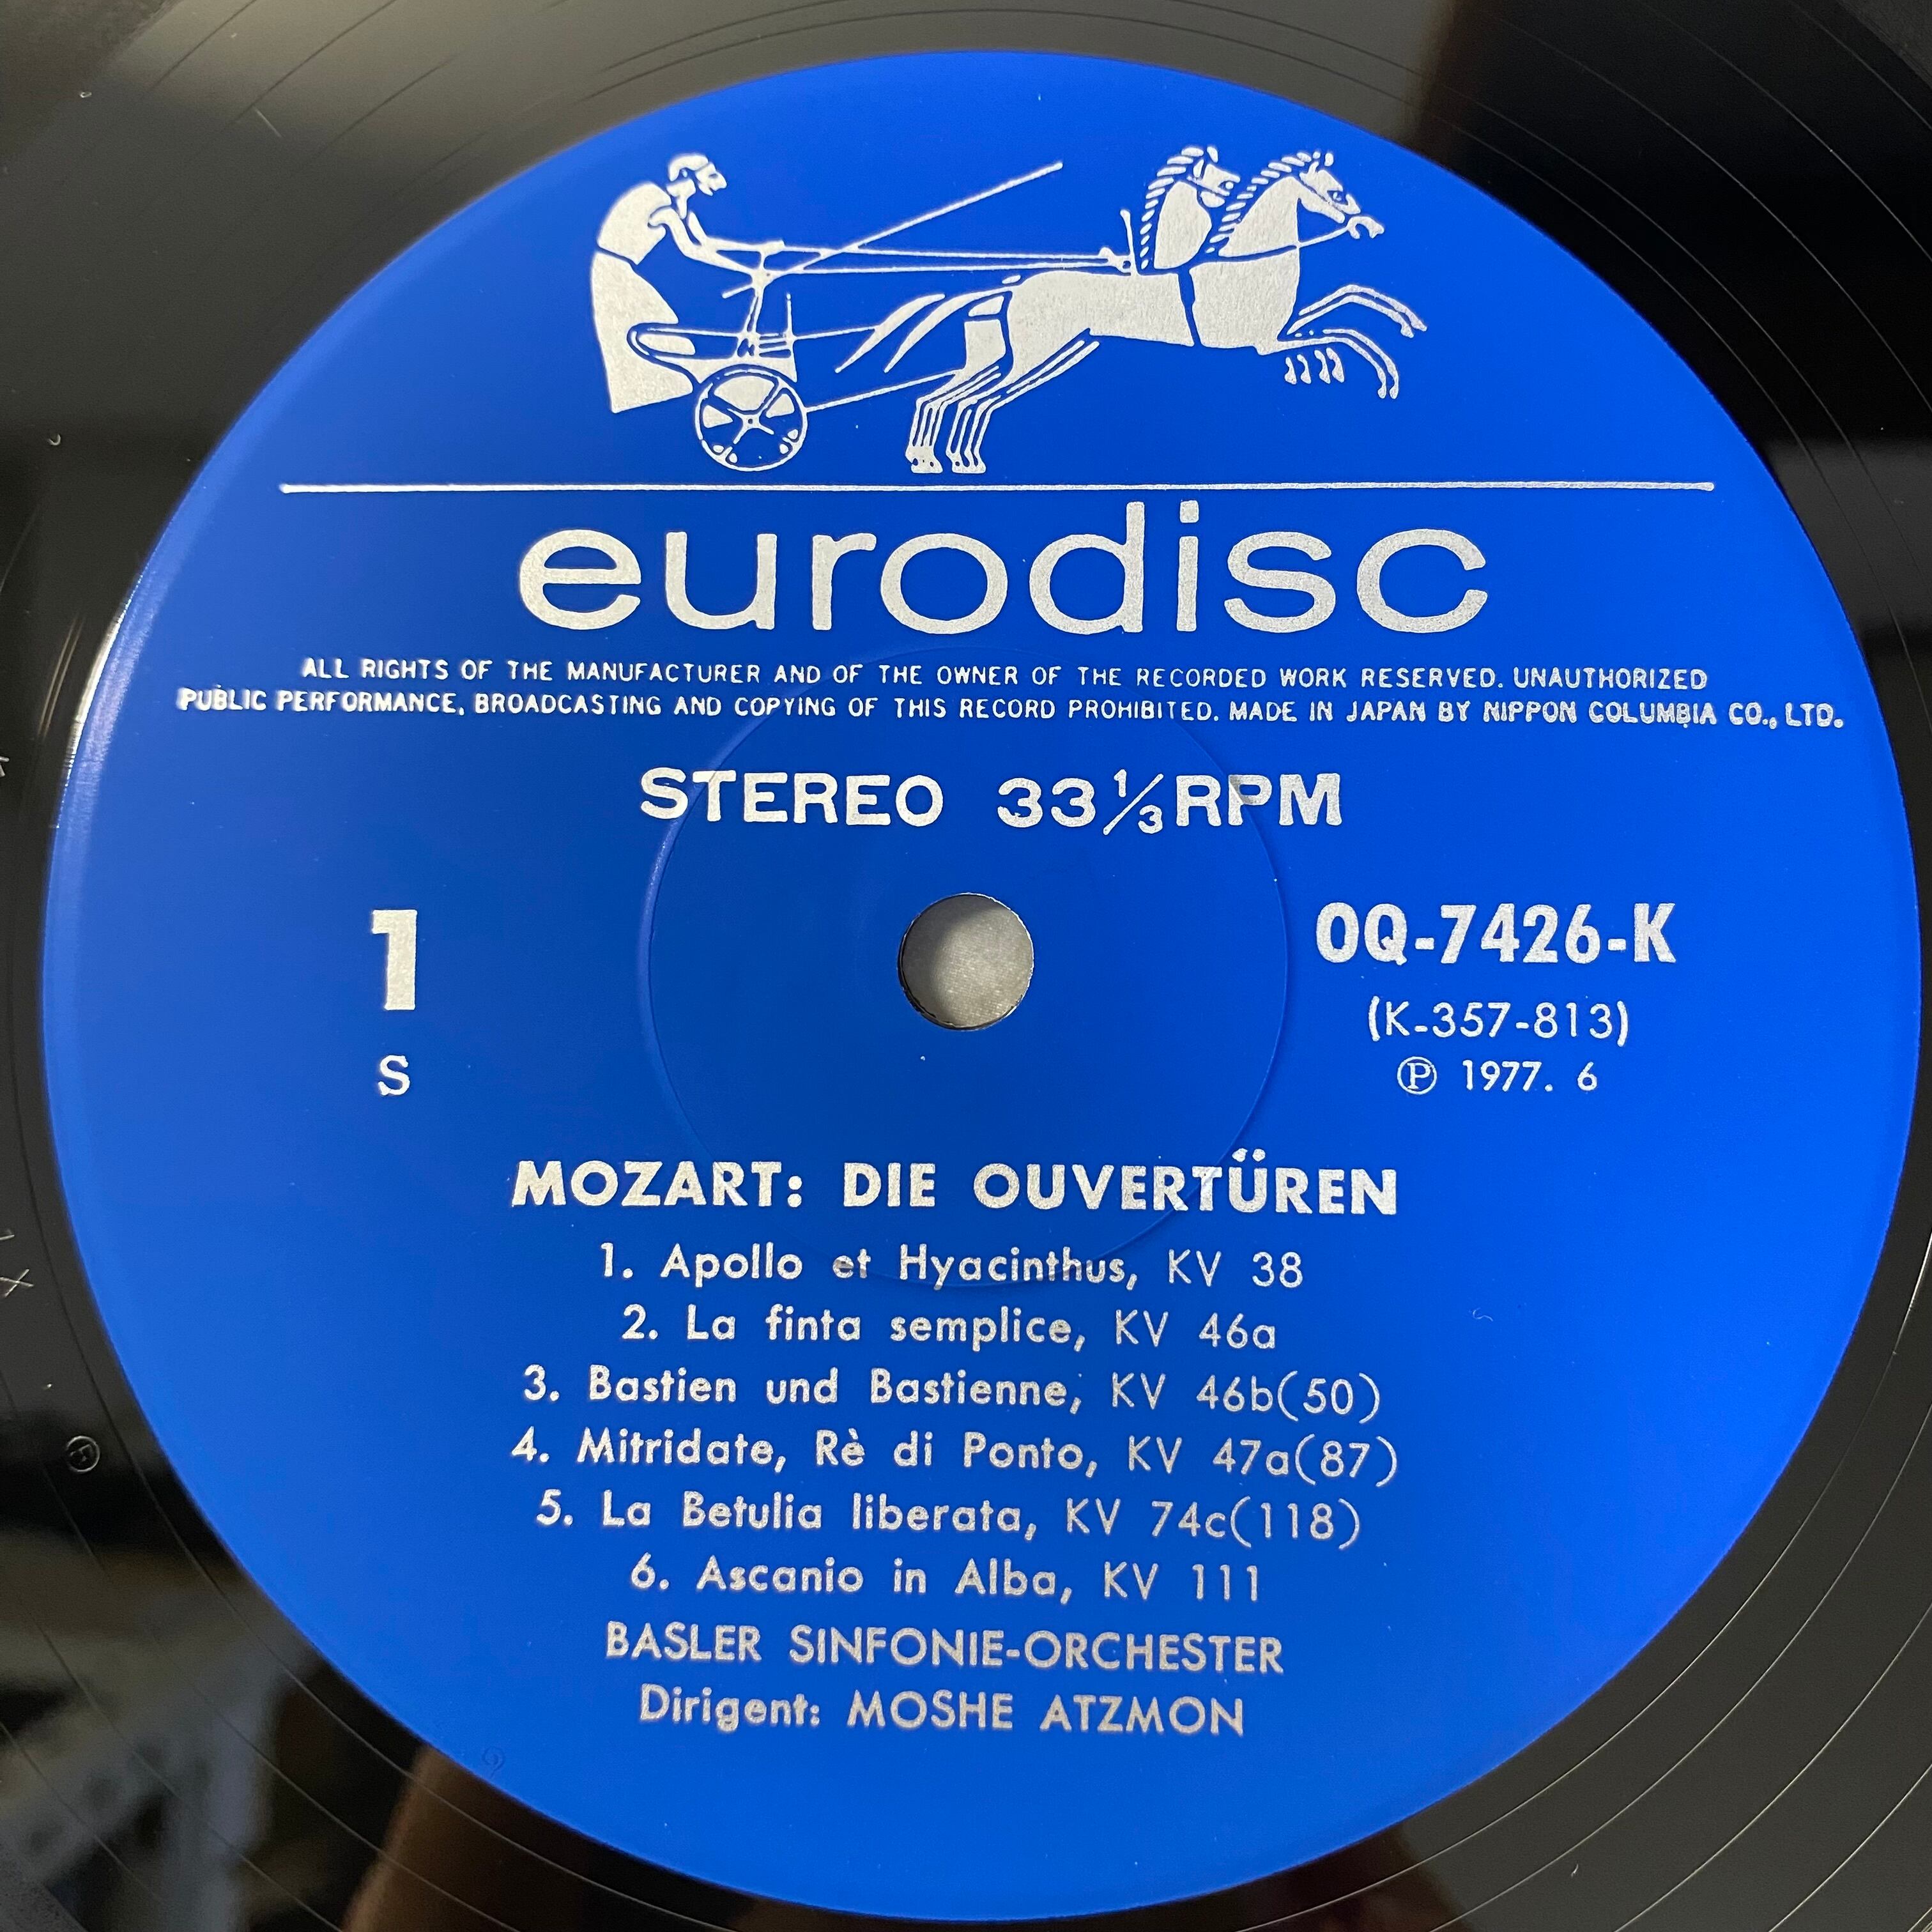 eurodisc
ALL RIGHTS OF THE MANUFACTURER AND OF THE OWNER OF THE RECORDED WORK RESERVED. UNAUTHORIZED
PUBLIC PERFORMANCE, BROADCASTING AND COPYING OF THIS RECORD PROHIBITED. MADE IN JAPAN BY NIPPON COLUMBIA CO., LTD.
STEREO 33⅓RPM
1
S
OQ-7426-K
(K-357-813)
Ⓟ 1977. 6
MOZART: DIE OUVERTÜREN
1. Apollo et Hyacinthus, KV 38
2. La finta semplice, KV 46a
3. Bastien und Bastienne, KV 46b(50)
4. Mitridate, Rè di Ponto, KV 47a(87)
5. La Betulia liberata, KV 74c(118)
6. Ascanio in Alba, KV 111
BASLER SINFONIE-ORCHESTER
Dirigent: MOSHE ATZMON